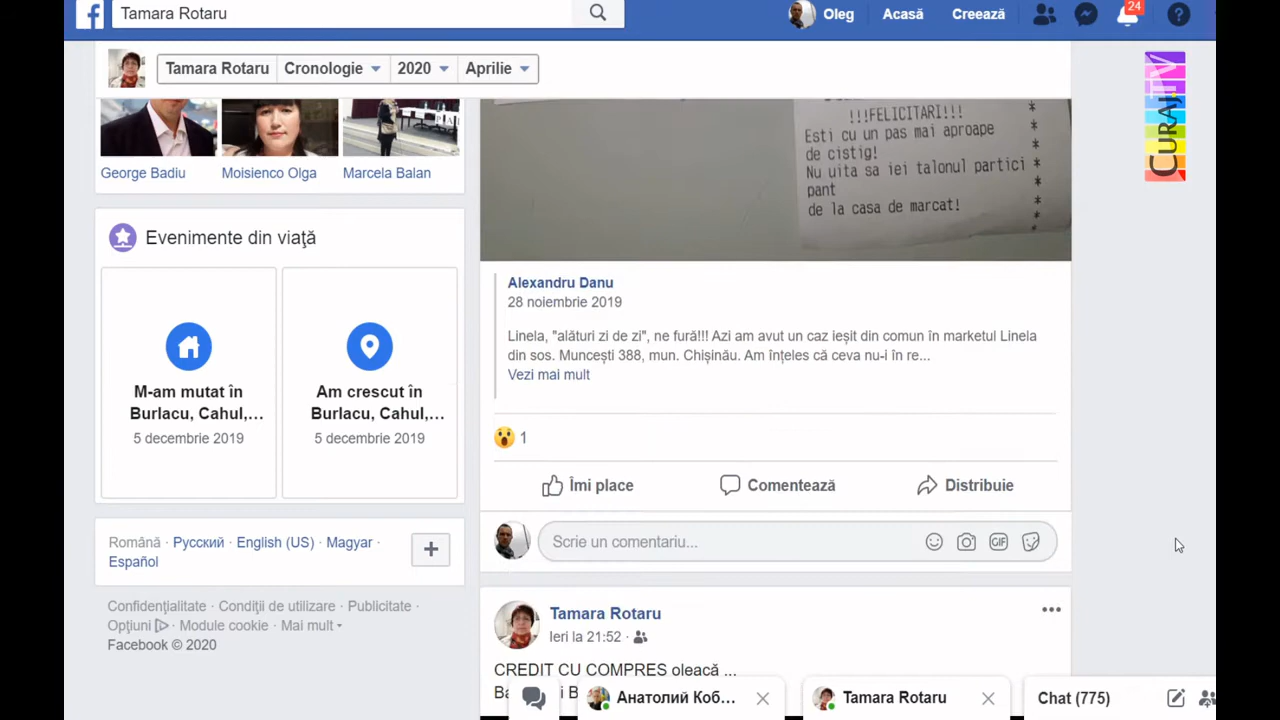 Tamara Rotaru
Oleg
Acasă
Creează
24
Tamara Rotaru
Cronologie
2020
Aprilie
CURAJ.TV
George Badiu
Moisienco Olga
Marcela Balan
!!!FELICITARI!!!
Esti cu un pas mai aproape
de cistig!
Nu uita sa iei talonul partici
pant
de la casa de marcat!
Evenimente din viață
M-am mutat în
Burlacu, Cahul,…
5 decembrie 2019
Am crescut în
Burlacu, Cahul,…
5 decembrie 2019
Alexandru Danu
28 noiembrie 2019
Linela, "alături zi de zi", ne fură!!! Azi am avut un caz ieșit din comun în marketul Linela
din sos. Muncești 388, mun. Chișinău. Am înțeles că ceva nu-i în re...
Vezi mai mult
1
Îmi place
Comentează
Distribuie
Scrie un comentariu...
GIF
Română · Русский · English (US) · Magyar ·
Español
Confidențialitate · Condiții de utilizare · Publicitate ·
Opțiuni · Module cookie · Mai mult
Facebook © 2020
Tamara Rotaru
Ieri la 21:52 ·
CREDIT CU COMPRES oleacă ...
Анатолий Коб...
Tamara Rotaru
Chat (775)